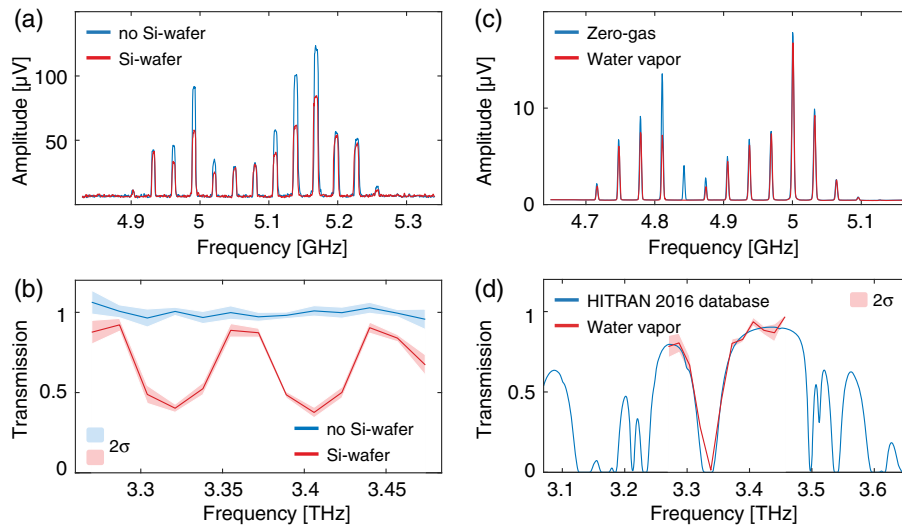 (a)
no Si-wafer
Si-wafer
Amplitude [µV]
100
50
4.9
5
5.1
5.2
5.3
Frequency [GHz]
(c)
Zero-gas
Water vapor
Amplitude [µV]
10
0
4.7
4.8
4.9
5
5.1
Frequency [GHz]
(b)
Transmission
1
0.5
0
2σ
no Si-wafer
Si-wafer
3.3
3.35
3.4
3.45
Frequency [THz]
(d)
HITRAN 2016 database
2σ
Water vapor
Transmission
1
0.5
0
3.1
3.2
3.3
3.4
3.5
3.6
Frequency [THz]